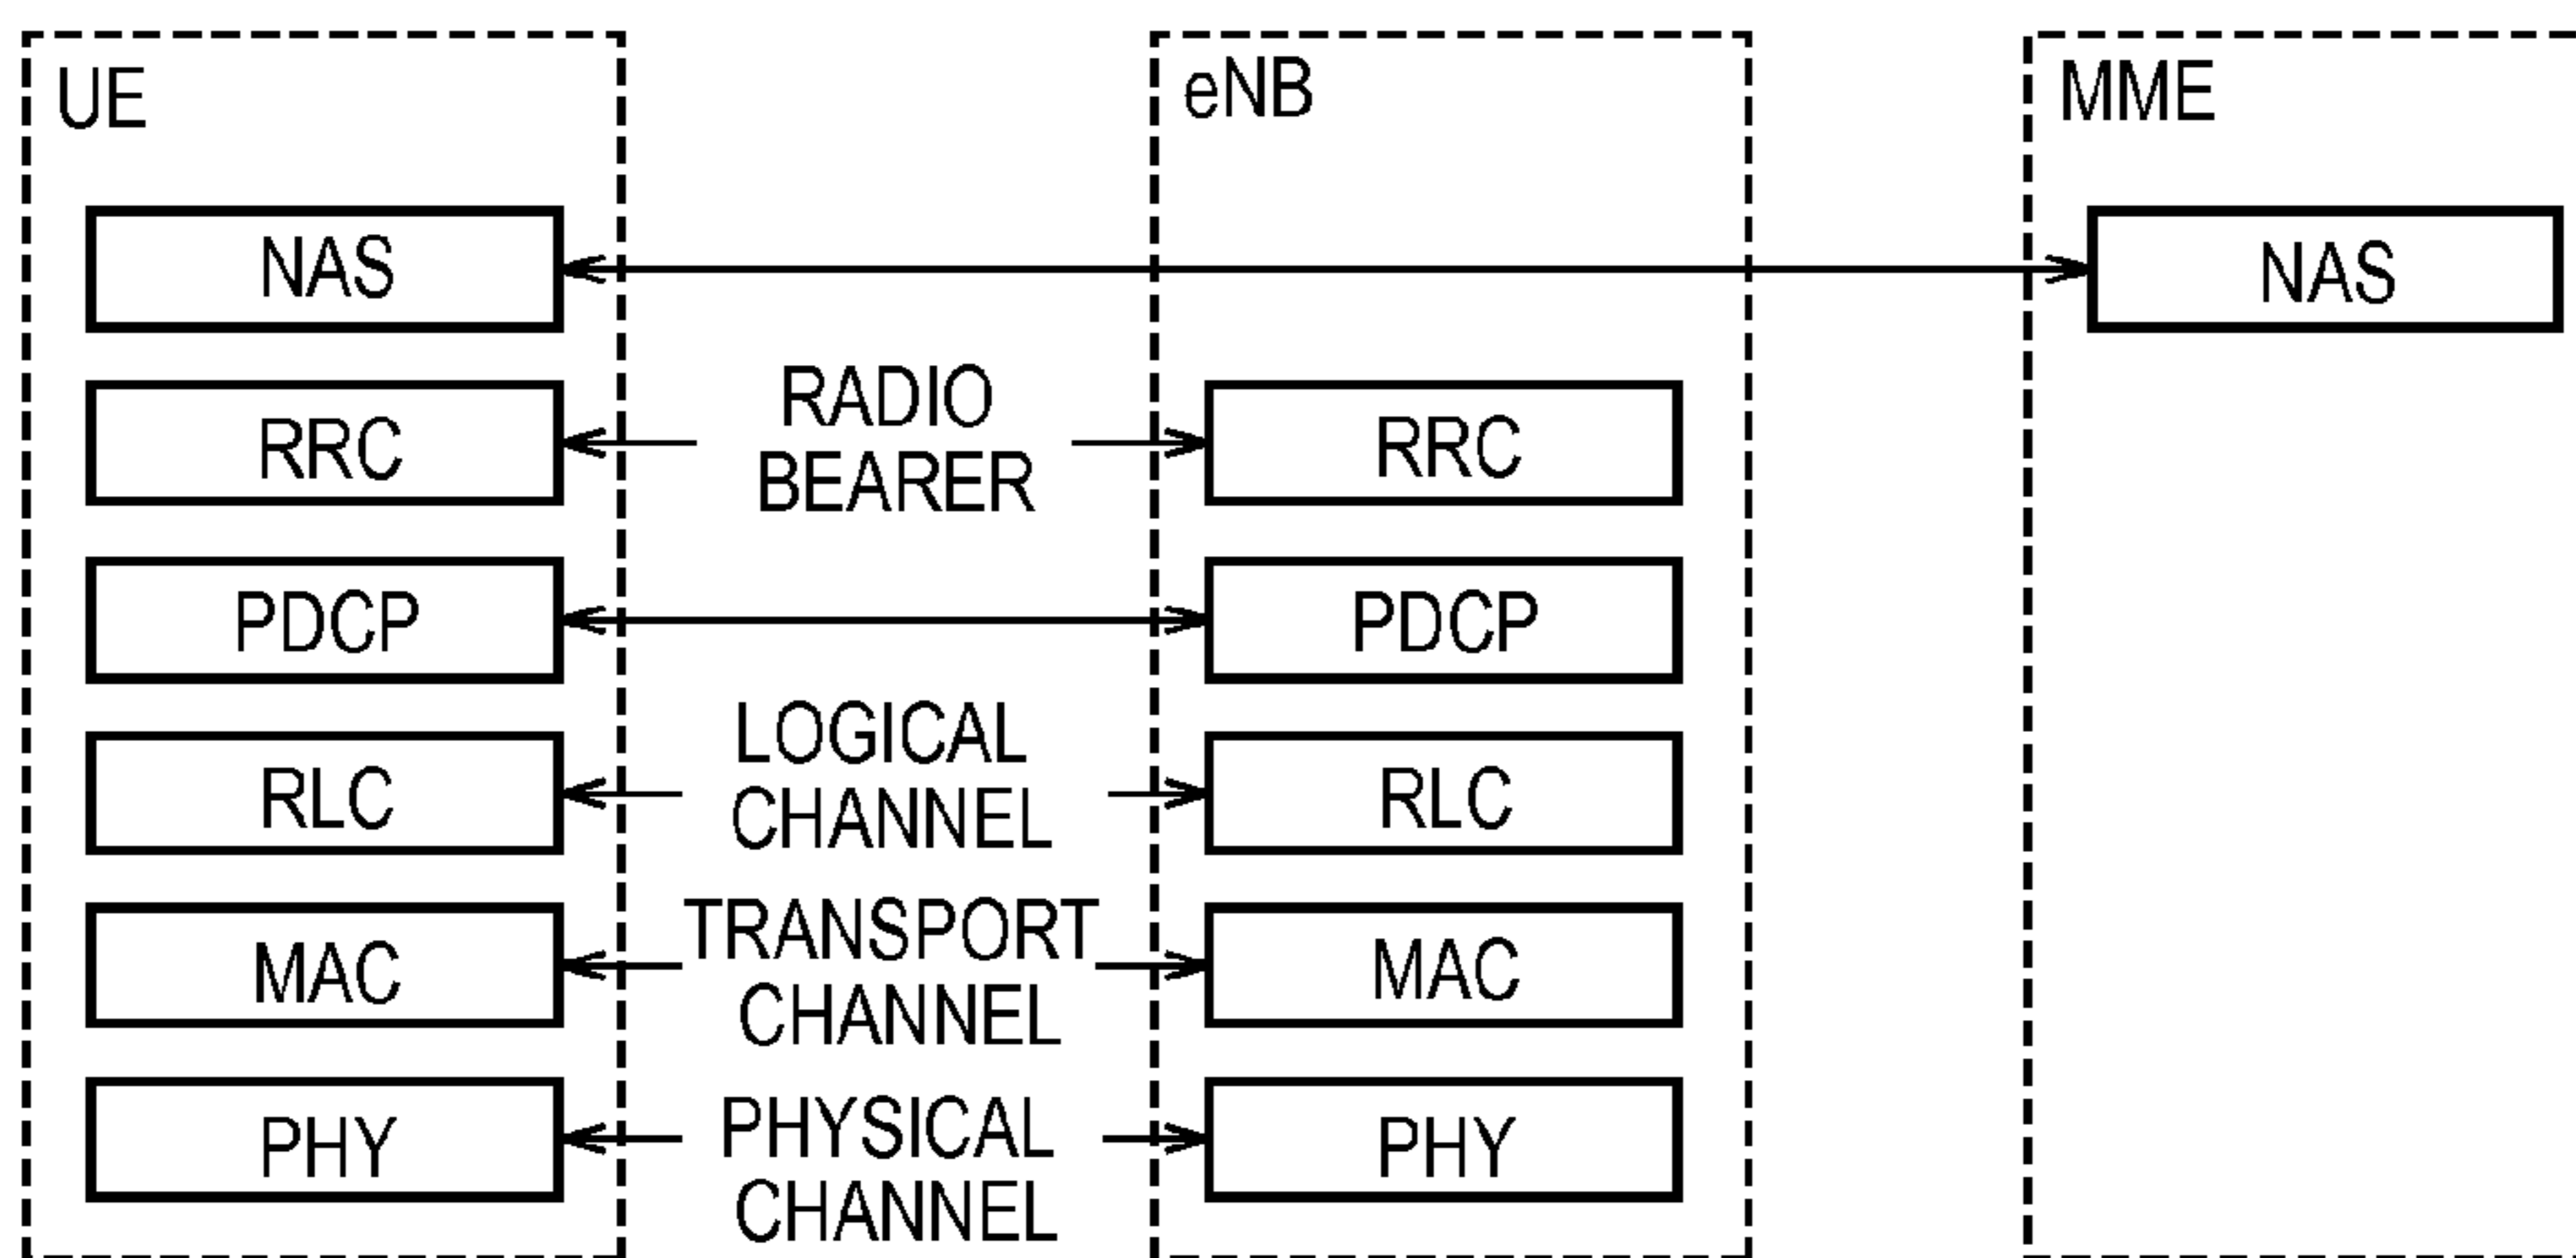 UE
eNB
MME
NAS
NAS
RADIO
BEARER
RRC
RRC
PDCP
PDCP
LOGICAL
CHANNEL
RLC
RLC
TRANSPORT
CHANNEL
MAC
MAC
PHYSICAL
CHANNEL
PHY
PHY